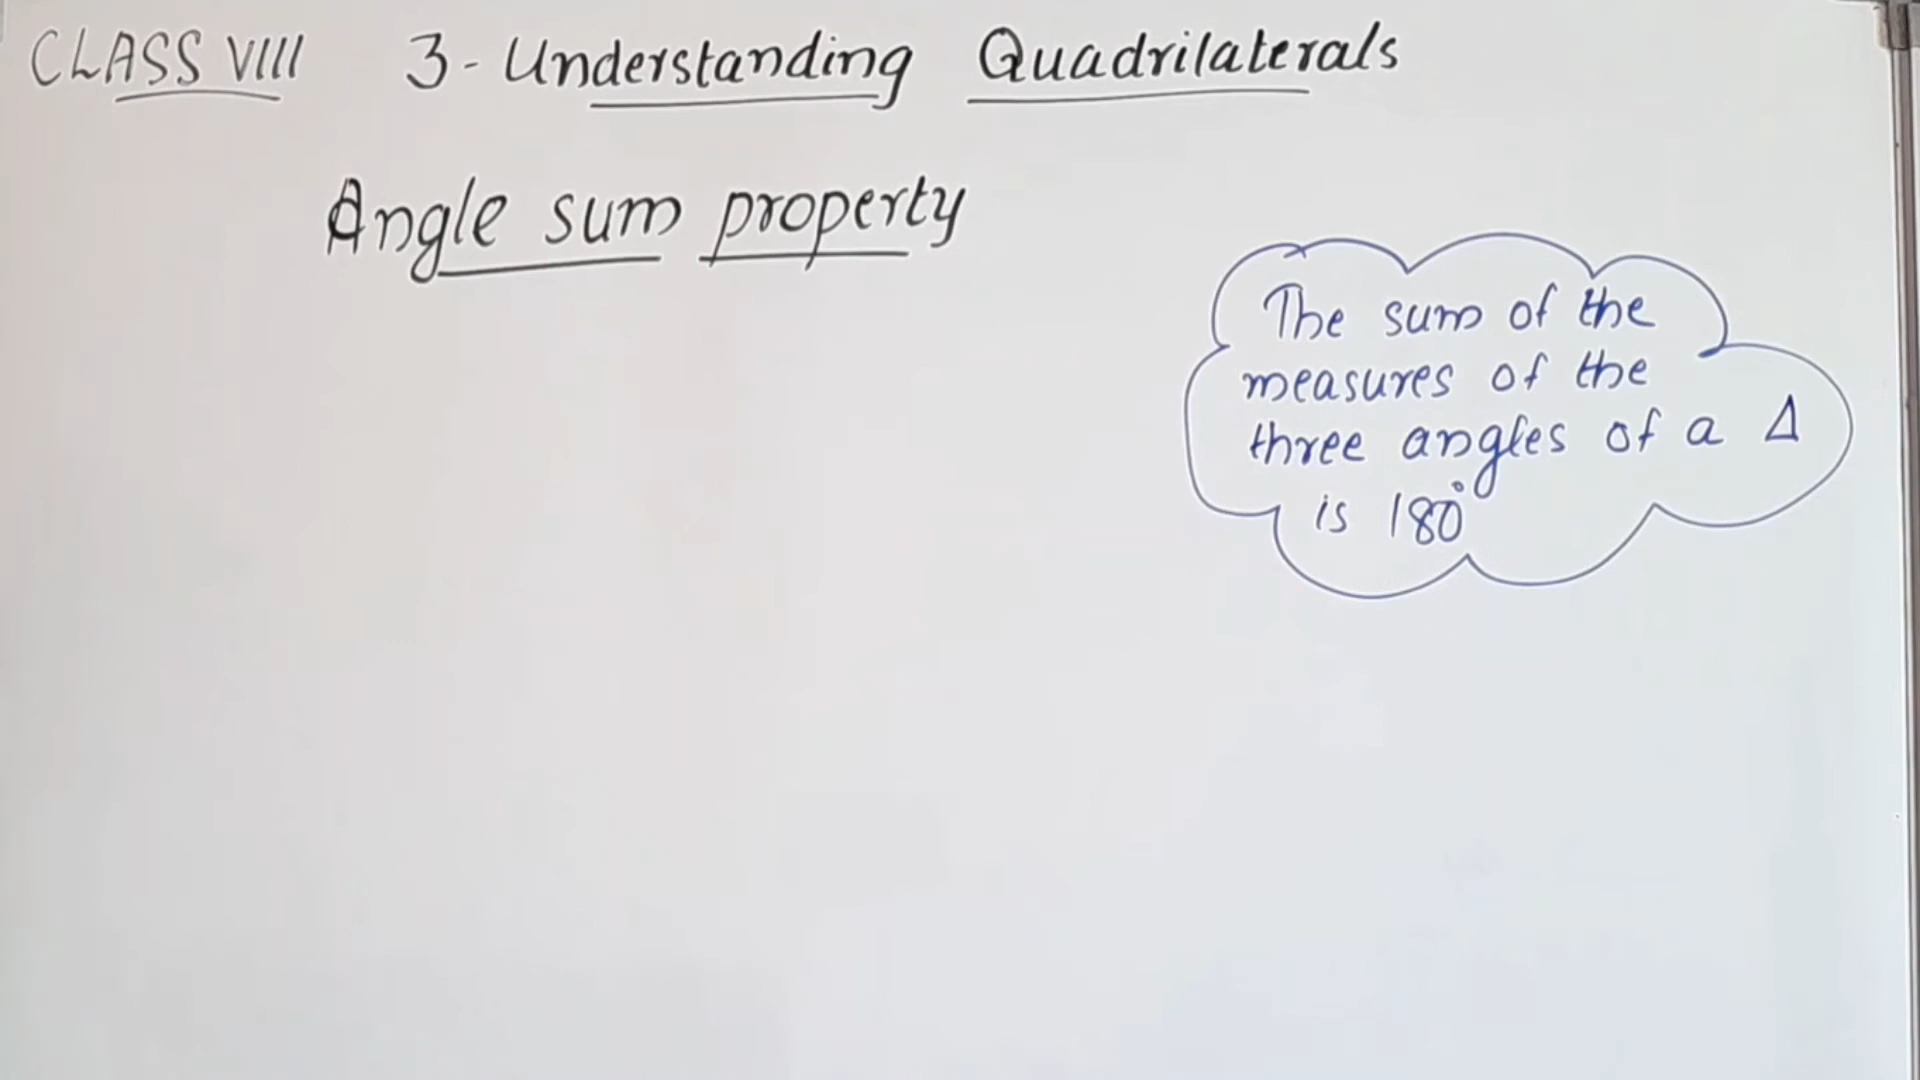 CLASS VIII 3 - Understanding Quadrilaterals
Angle sum property
The sum of the
measures of the
three angles of a Δ
is 180°